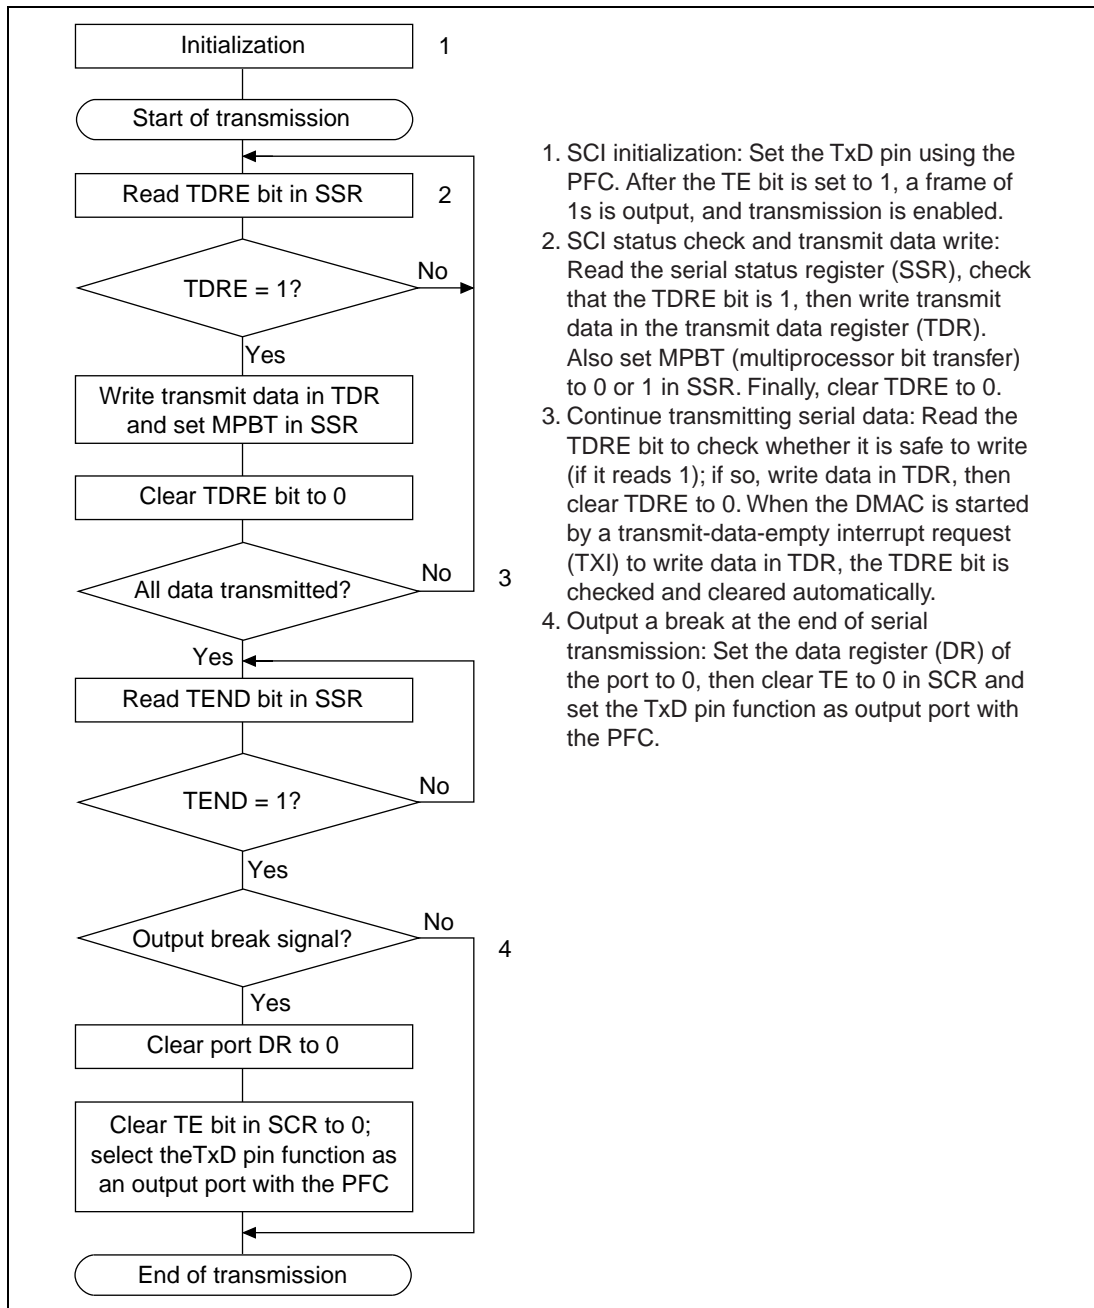 Initialization
1
Start of transmission
Read TDRE bit in SSR
2
TDRE = 1?
No
Yes
Write transmit data in TDR
and set MPBT in SSR
Clear TDRE bit to 0
All data transmitted?
No
3
Yes
Read TEND bit in SSR
TEND = 1?
No
Yes
Output break signal?
No
4
Yes
Clear port DR to 0
Clear TE bit in SCR to 0;
select theTxD pin function as
an output port with the PFC
End of transmission
1. SCI initialization: Set the TxD pin using the
PFC. After the TE bit is set to 1, a frame of
1s is output, and transmission is enabled.
2. SCI status check and transmit data write:
Read the serial status register (SSR), check
that the TDRE bit is 1, then write transmit
data in the transmit data register (TDR).
Also set MPBT (multiprocessor bit transfer)
to 0 or 1 in SSR. Finally, clear TDRE to 0.
3. Continue transmitting serial data: Read the
TDRE bit to check whether it is safe to write
(if it reads 1); if so, write data in TDR, then
clear TDRE to 0. When the DMAC is started
by a transmit-data-empty interrupt request
(TXI) to write data in TDR, the TDRE bit is
checked and cleared automatically.
4. Output a break at the end of serial
transmission: Set the data register (DR) of
the port to 0, then clear TE to 0 in SCR and
set the TxD pin function as output port with
the PFC.